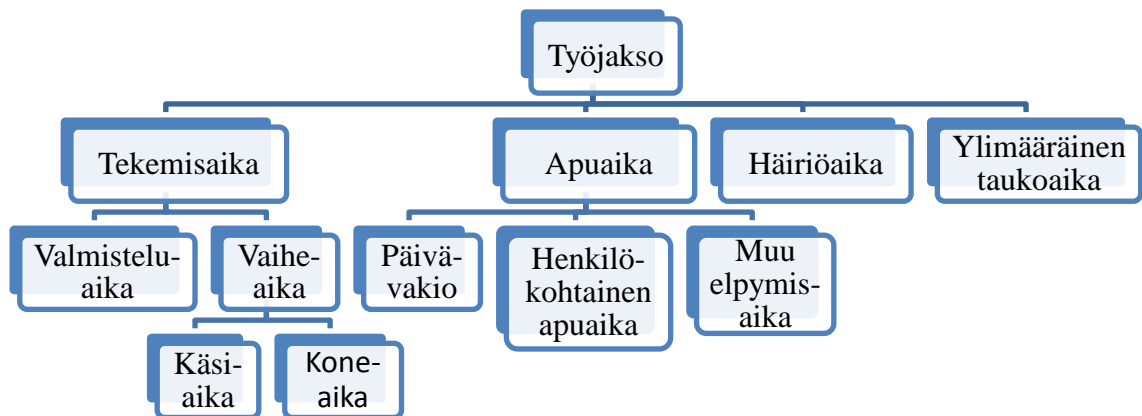 Työjakso
Tekemisaika
Apuaika
Häiriöaika
Ylimääräinen
taukoaika
Valmistelu-
aika
Vaihe-
aika
Päivä-
vakio
Henkilö-
kohtainen
apuaika
Muu
elpymis-
aika
Käsi-
aika
Kone-
aika